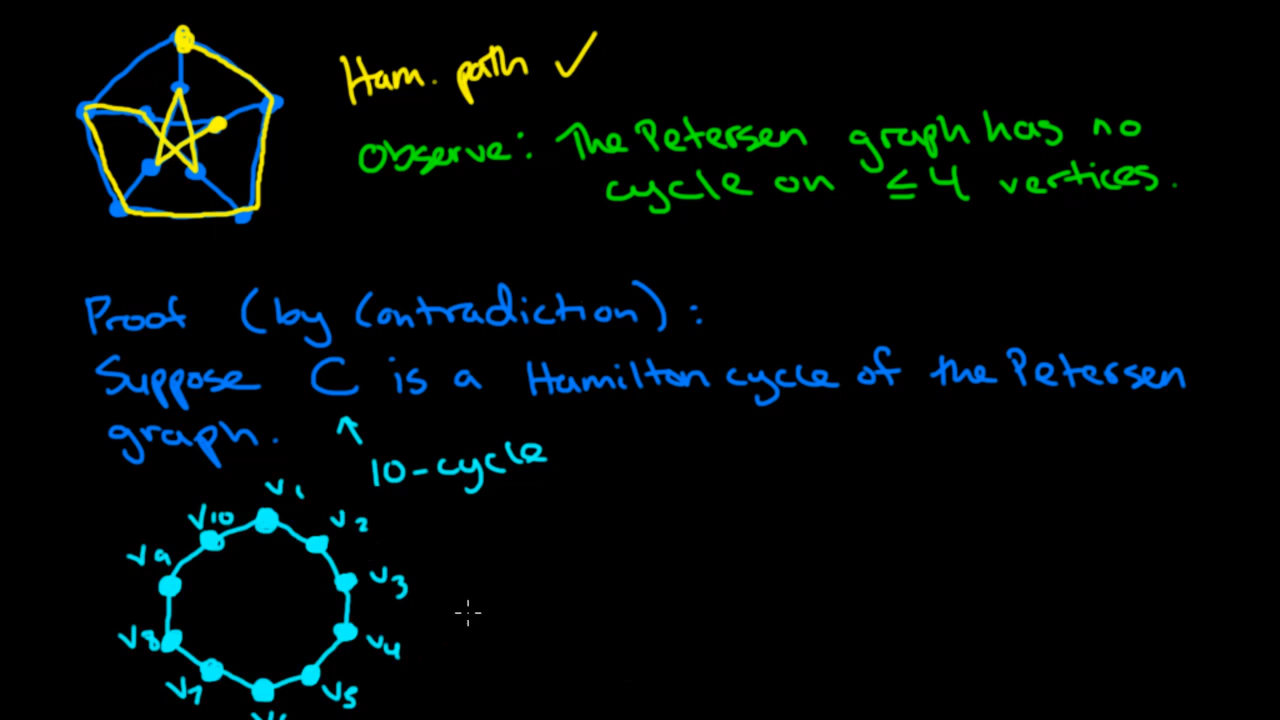 Ham. path ✓
Observe: The Petersen graph has no
cycle on ≤4 vertices.
Proof (by Contradiction):
Suppose C is a Hamilton cycle of the Petersen
graph.
10-cycle
v1
v10 v2
v9 v3
v8 v4
v7 v5